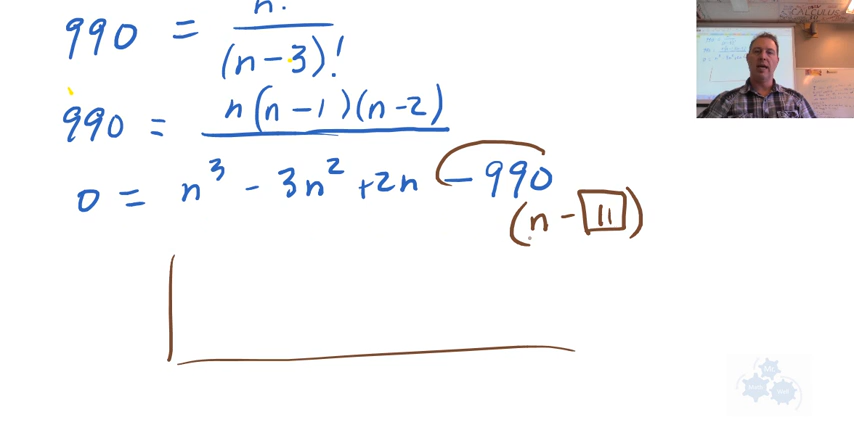 990 = n! / (n-3)!
990 = n(n-1)(n-2)
0 = n³ - 3n² + 2n - 990
(n - 11)